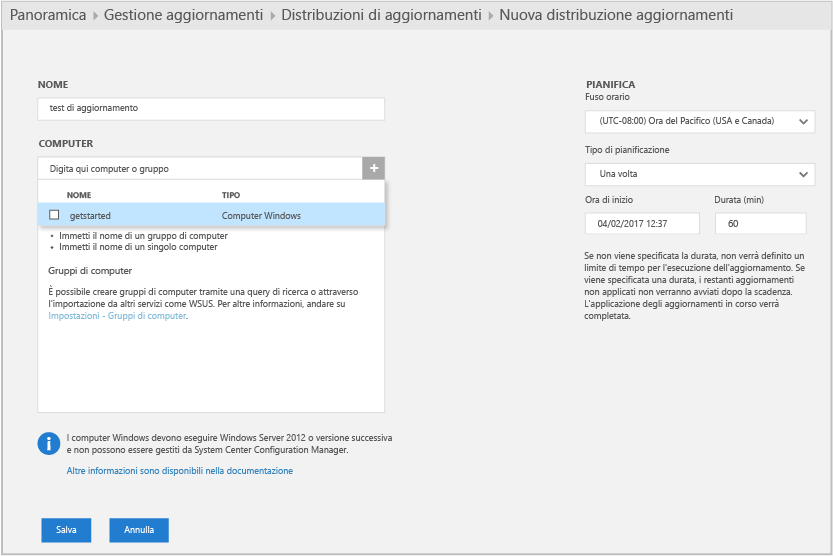 Panoramica › Gestione aggiornamenti › Distribuzioni di aggiornamenti › Nuova distribuzione aggiornamenti
NOME
test di aggiornamento
COMPUTER
Digita qui computer o gruppo
+
NOME TIPO
getstarted Computer Windows
• Immetti il nome di un gruppo di computer
• Immetti il nome di un singolo computer
Gruppi di computer
È possibile creare gruppi di computer tramite una query di ricerca o attraverso
l'importazione da altri servizi come WSUS. Per altre informazioni, andare su
Impostazioni - Gruppi di computer.
I computer Windows devono eseguire Windows Server 2012 o versione successiva
e non possono essere gestiti da System Center Configuration Manager.
Altre informazioni sono disponibili nella documentazione
Salva
Annulla
PIANIFICA
Fuso orario
(UTC-08:00) Ora del Pacifico (USA e Canada)
Tipo di pianificazione
Una volta
Ora di inizio Durata (min)
04/02/2017 12:37 60
Se non viene specificata la durata, non verrà definito un
limite di tempo per l'esecuzione dell'aggiornamento. Se
viene specificata una durata, i restanti aggiornamenti
non applicati non verranno avviati dopo la scadenza.
L'applicazione degli aggiornamenti in corso verrà
completata.